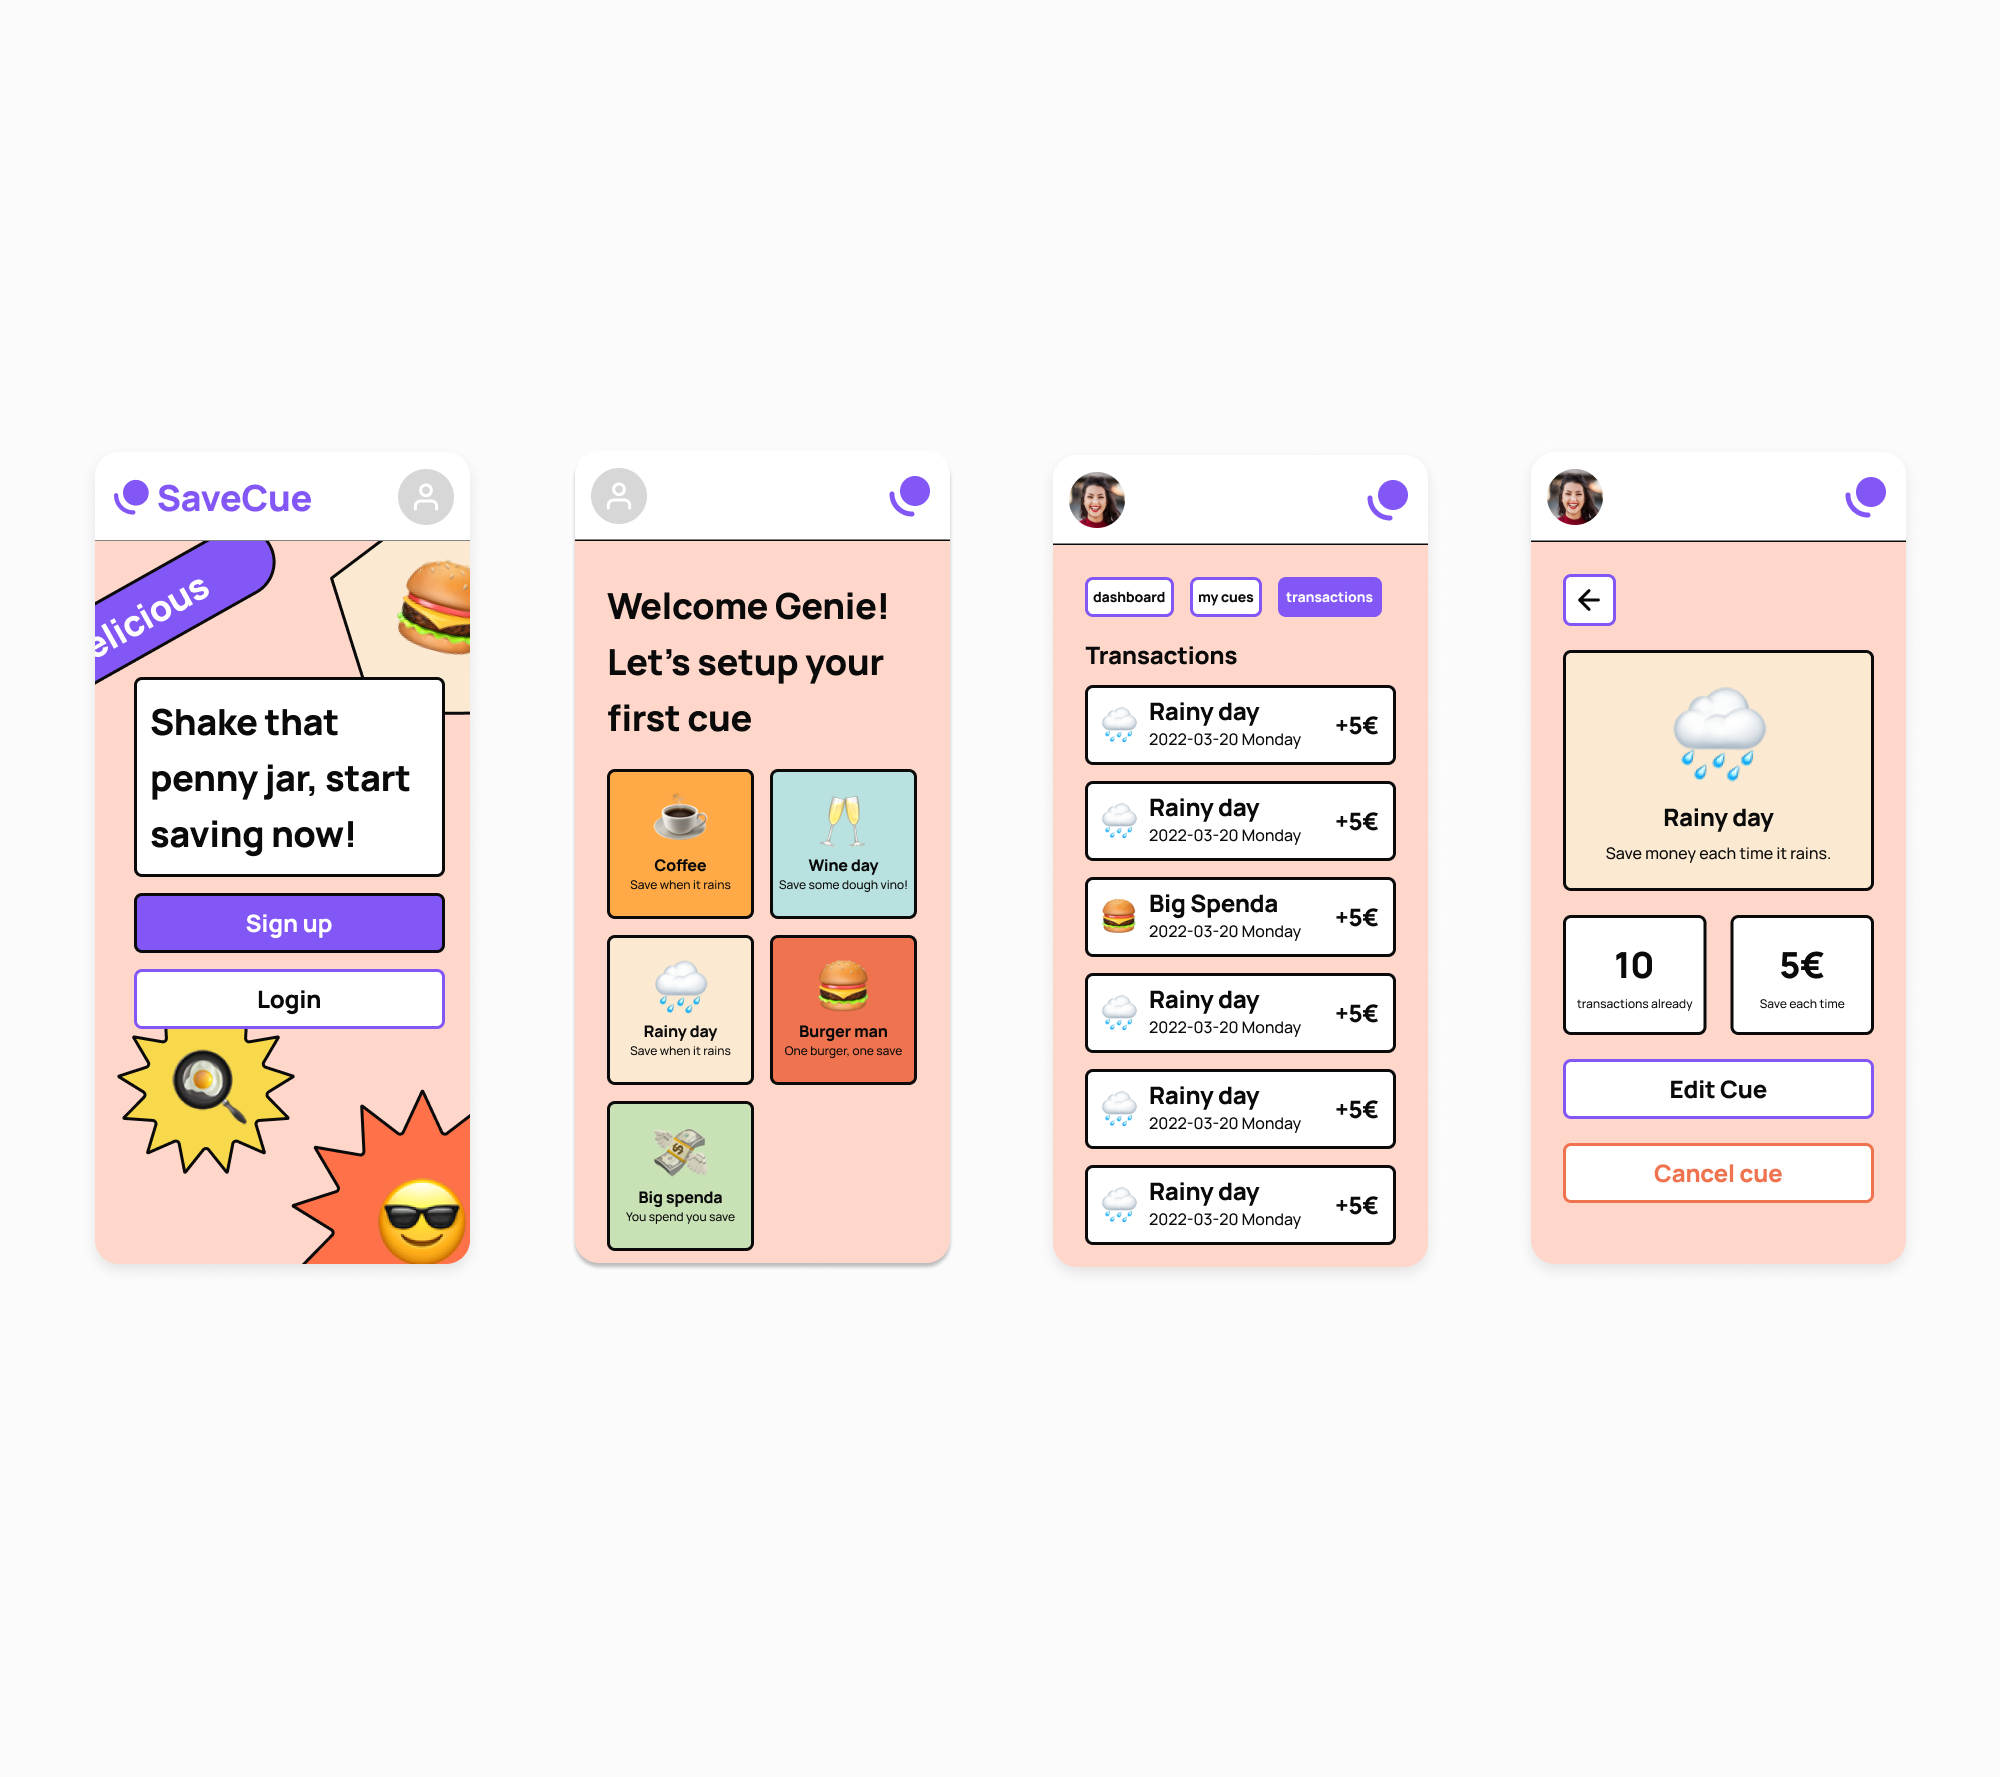 SaveCue
elicious
Shake that
penny jar, start
saving now!
Sign up
Login
Welcome Genie!
Let's setup your
first cue
Coffee
Save when it rains
Wine day
Save some dough vino!
Rainy day
Save when it rains
Burger man
One burger, one save
Big spenda
You spend you save
dashboard
my cues
transactions
Transactions
Rainy day
2022-03-20 Monday
+5€
Rainy day
2022-03-20 Monday
+5€
Big Spenda
2022-03-20 Monday
+5€
Rainy day
2022-03-20 Monday
+5€
Rainy day
2022-03-20 Monday
+5€
Rainy day
2022-03-20 Monday
+5€
Rainy day
Save money each time it rains.
10
transactions already
5€
Save each time
Edit Cue
Cancel cue